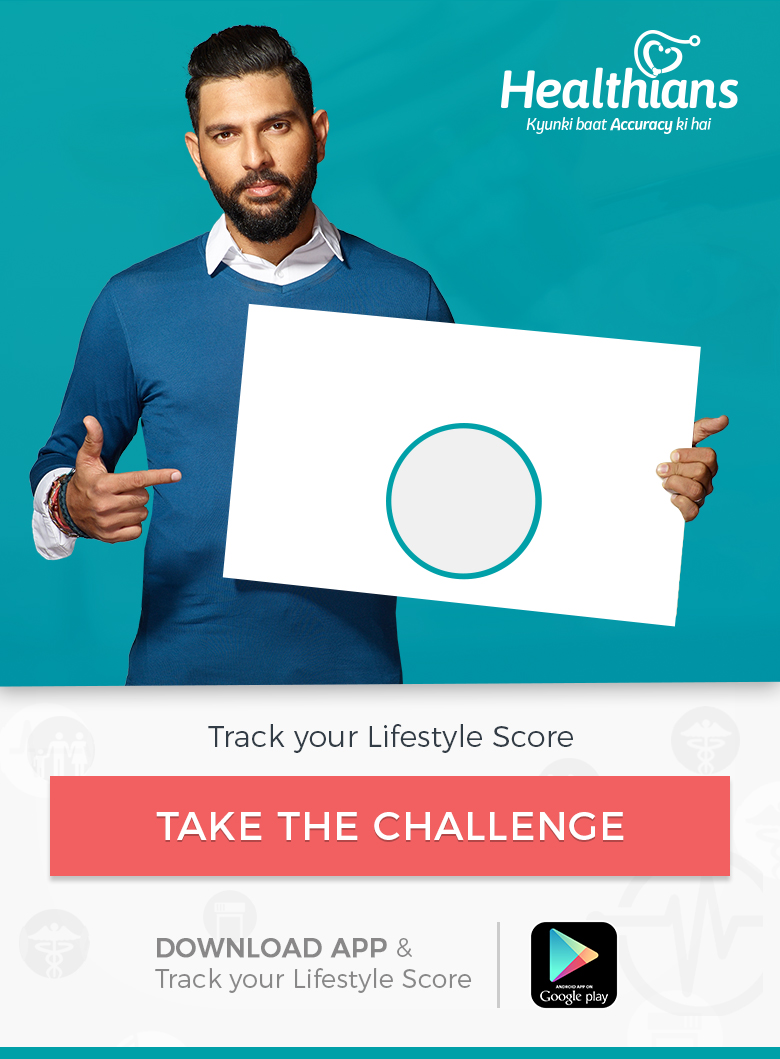 Healthians
Kyunki baat Accuracy ki hai
Track your Lifestyle Score
TAKE THE CHALLENGE
DOWNLOAD APP &
Track your Lifestyle Score
ANDROID APP ON
Google play